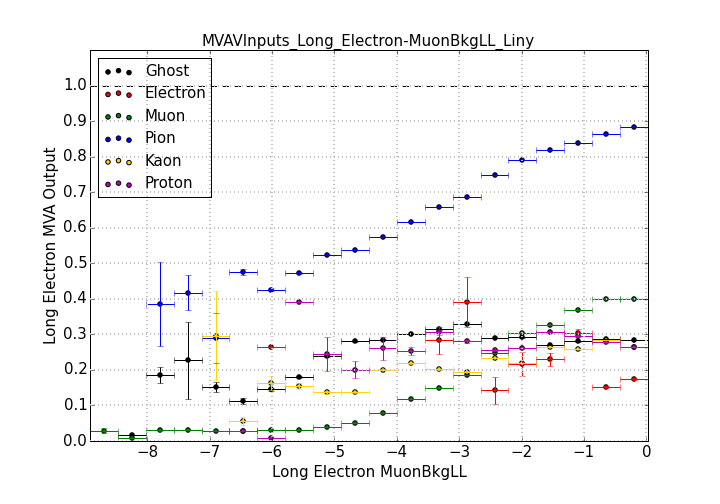 MVAVInputs_Long_Electron-MuonBkgLL_Liny
Long Electron MVA Output
1.0
0.9
0.8
0.7
0.6
0.5
0.4
0.3
0.2
0.1
0.0
Ghost
Electron
Muon
Pion
Kaon
Proton
−8 −7 −6 −5 −4 −3 −2 −1 0
Long Electron MuonBkgLL